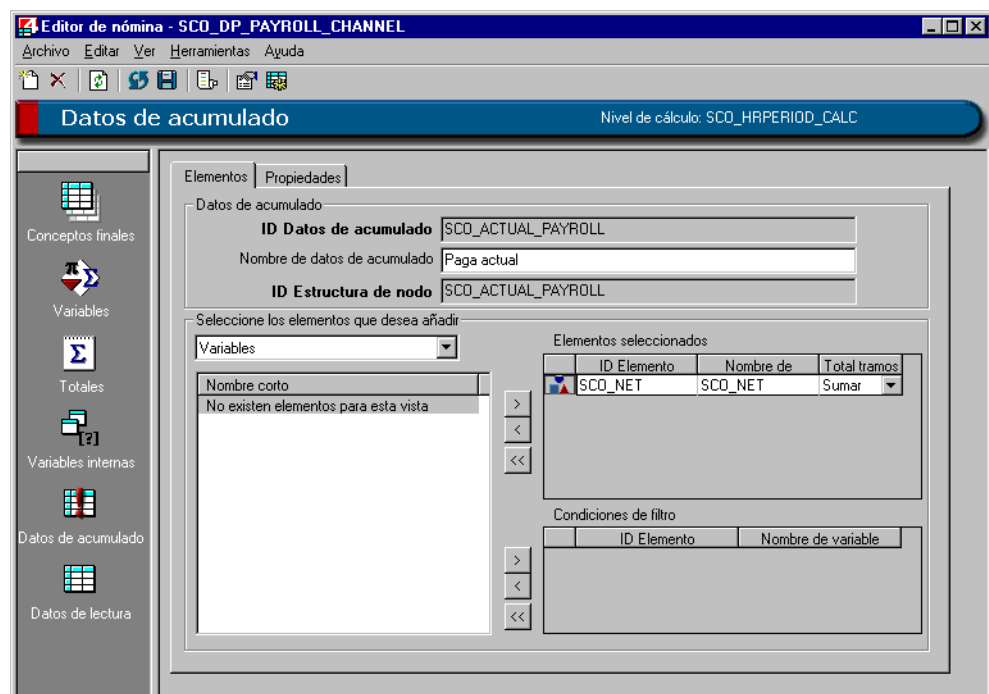 Editor de nómina - SCO_DP_PAYROLL_CHANNEL
Archivo Editar Ver Herramientas Ayuda
Datos de acumulado
Nivel de cálculo: SCO_HRPERIOD_CALC
Conceptos finales
Variables
Totales
Variables internas
Datos de acumulado
Datos de lectura
Elementos Propiedades
Datos de acumulado
ID Datos de acumulado SCO_ACTUAL_PAYROLL
Nombre de datos de acumulado Paga actual
ID Estructura de nodo SCO_ACTUAL_PAYROLL
Seleccione los elementos que desea añadir
Variables
Nombre corto
No existen elementos para esta vista
> 
<
<<
Elementos seleccionados
ID Elemento Nombre de Total tramos
SCO_NET SCO_NET Sumar
Condiciones de filtro
ID Elemento Nombre de variable
>
<
<<